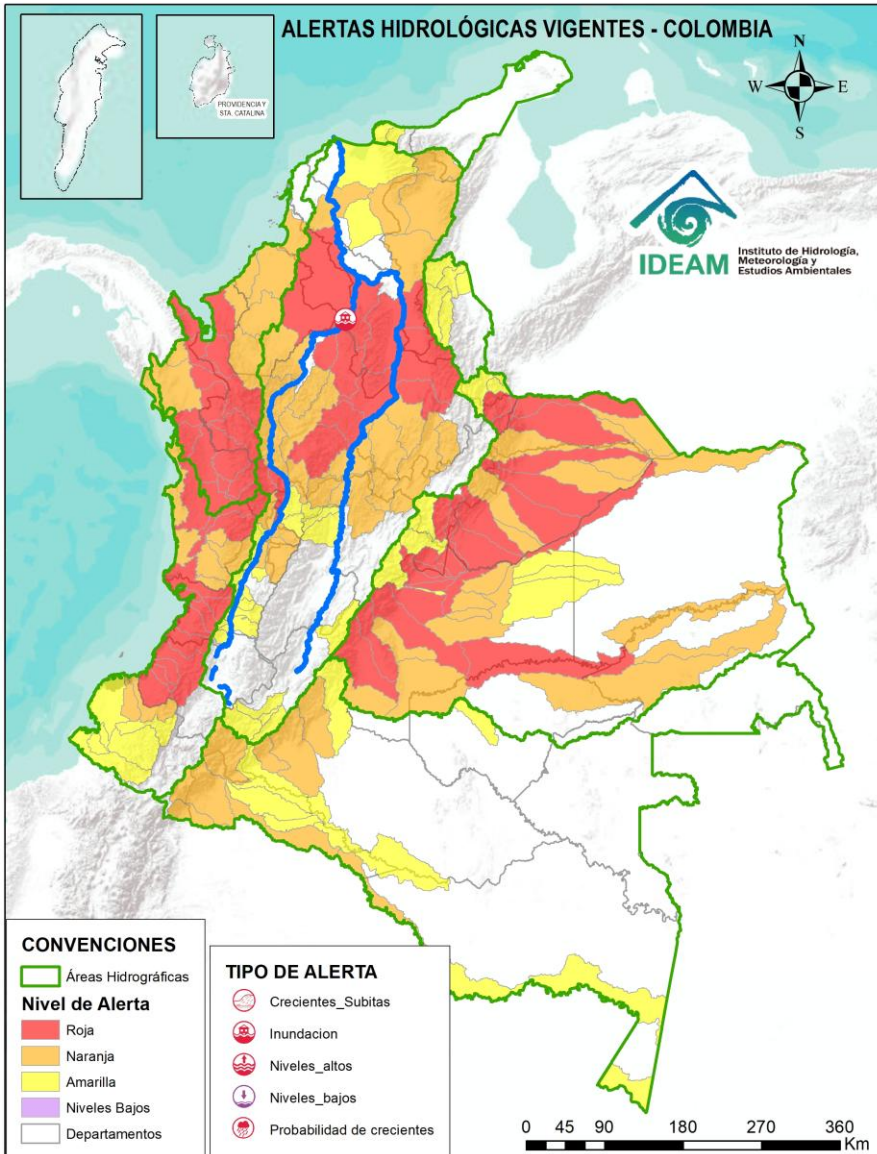 ALERTAS HIDROLÓGICAS VIGENTES - COLOMBIA
PROVIDENCIA Y
STA. CATALINA
N
W
E
S
IDEAM
Instituto de Hidrología,
Meteorología y
Estudios Ambientales
CONVENCIONES
Áreas Hidrográficas
Nivel de Alerta
Roja
Naranja
Amarilla
Niveles Bajos
Departamentos
TIPO DE ALERTA
Crecientes_Subitas
Inundacion
Niveles_altos
Niveles_bajos
Probabilidad de crecientes
0 45 90 180 270 360
Km